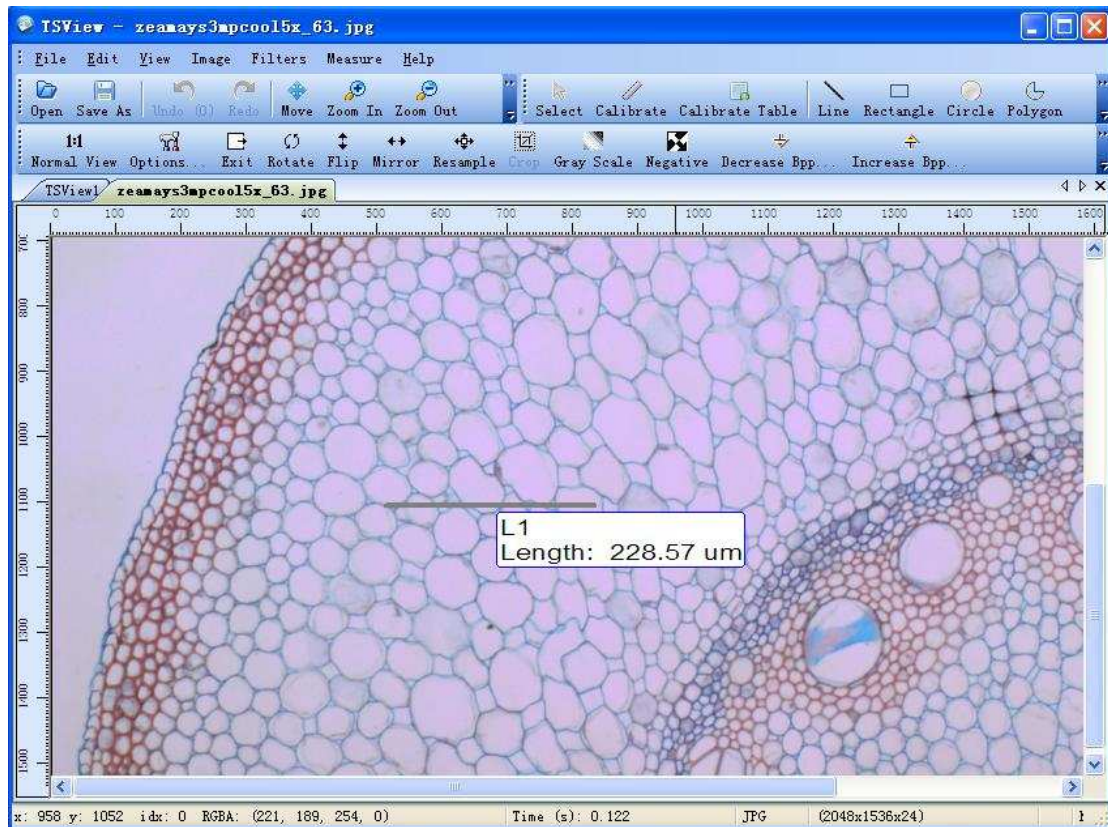 TSView - zeamays3mpcool5x_63.jpg
File Edit View Image Filters Measure Help
Open Save As Undo (0) Redo Move Zoom In Zoom Out Select Calibrate Calibrate Table Line Rectangle Circle Polygon
1:1
Normal View Options... Exit Rotate Flip Mirror Resample Crop Gray Scale Negative Decrease Bpp... Increase Bpp...
TSView1 zeamays3mpcool5x_63.jpg
0 100 200 300 400 500 600 700 800 900 1000 1100 1200 1300 1400 1500 1600
700
800
900
1000
1100
L1
Length: 228.57 um
1200
1300
1400
1500
x: 958 y: 1052 idx: 0 RGBA: (221, 189, 254, 0) Time (s): 0.122 JPG (2048x1536x24)